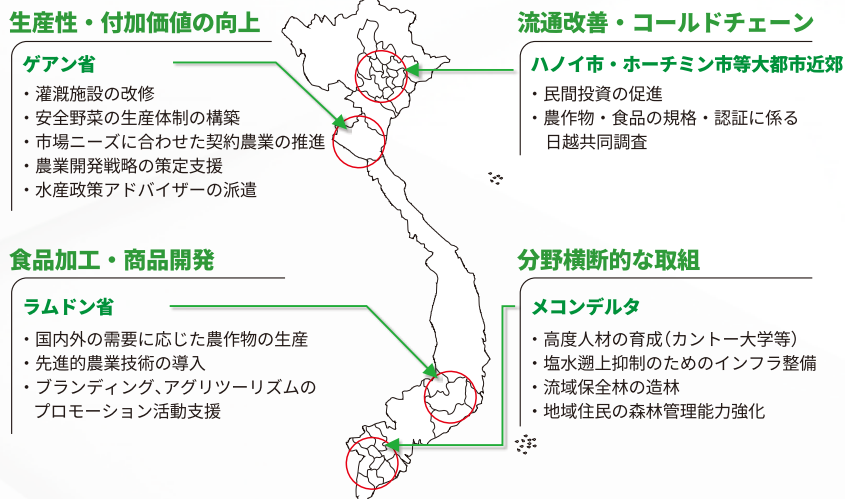 生産性・付加価値の向上
ゲアン省
・灌漑施設の改修
・安全野菜の生産体制の構築
・市場ニーズに合わせた契約農業の推進
・農業開発戦略の策定支援
・水産政策アドバイザーの派遣
流通改善・コールドチェーン
ハノイ市・ホーチミン市等大都市近郊
・民間投資の促進
・農作物・食品の規格・認証に係る
日越共同調査
食品加工・商品開発
ラムドン省
・国内外の需要に応じた農作物の生産
・先進的農業技術の導入
・ブランディング、アグリツーリズムの
プロモーション活動支援
分野横断的な取組
メコンデルタ
・高度人材の育成（カントー大学等）
・塩水遡上抑制のためのインフラ整備
・流域保全林の造林
・地域住民の森林管理能力強化